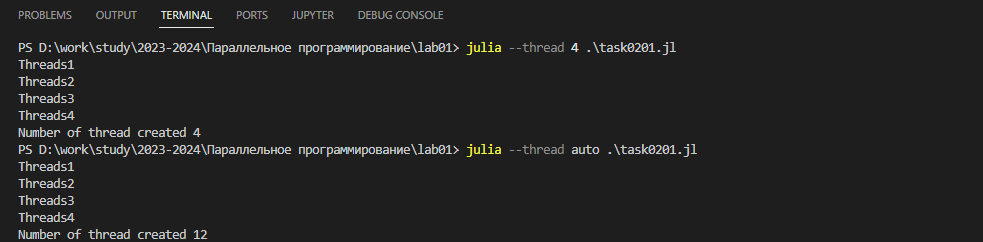 PROBLEMS OUTPUT TERMINAL PORTS JUPYTER DEBUG CONSOLE
PS D:\work\study\2023-2024\Параллельное программирование\lab01> julia --thread 4 .\task0201.jl
Threads1
Threads2
Threads3
Threads4
Number of thread created 4
PS D:\work\study\2023-2024\Параллельное программирование\lab01> julia --thread auto .\task0201.jl
Threads1
Threads2
Threads3
Threads4
Number of thread created 12